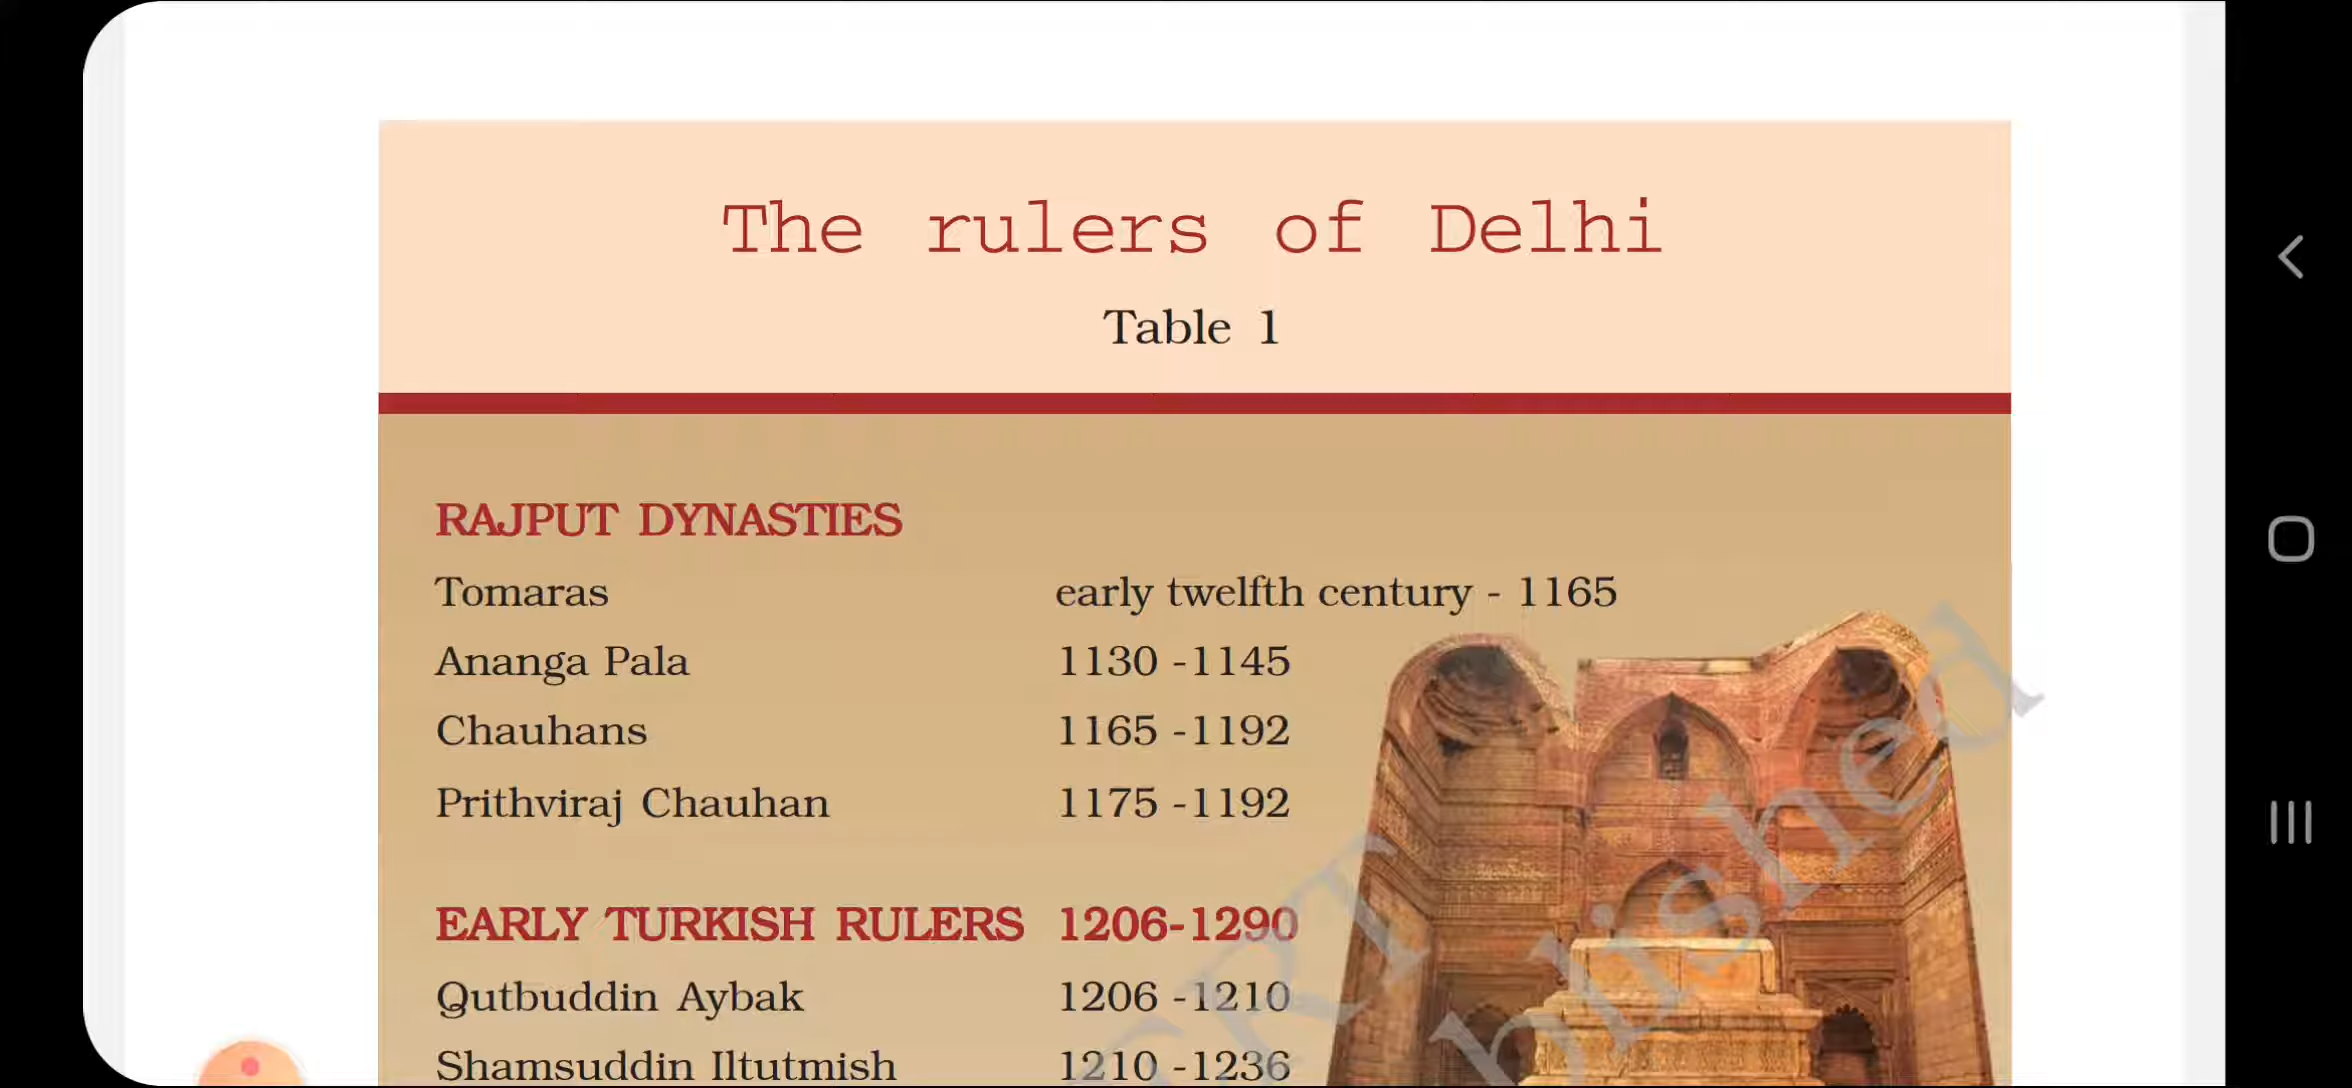 The rulers of Delhi
Table 1
RAJPUT DYNASTIES
Tomaras early twelfth century - 1165
Ananga Pala 1130 -1145
Chauhans 1165 -1192
Prithviraj Chauhan 1175 -1192
EARLY TURKISH RULERS 1206-1290
Qutbuddin Aybak 1206 -1210
Shamsuddin Iltutmish 1210 -1236